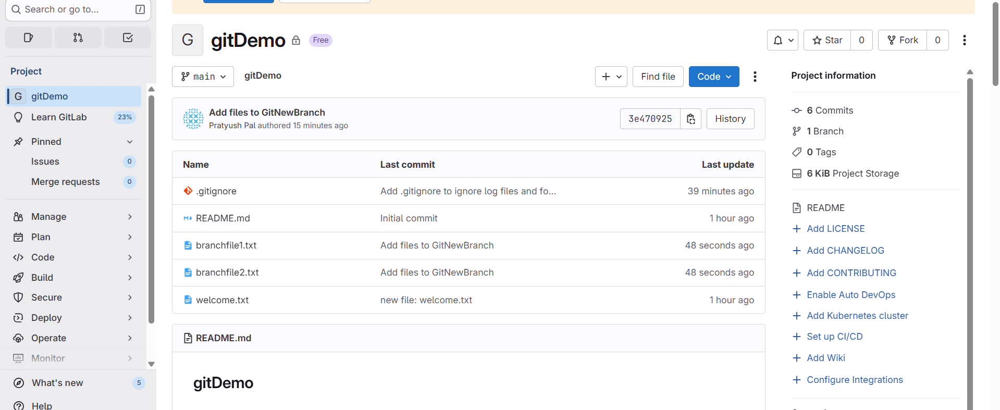 Search or go to...
/
Project
G gitDemo
Learn GitLab 23%
Pinned
Issues 0
Merge requests 0
Manage
Plan
Code
Build
Secure
Deploy
Operate
Monitor
What's new 5
Help
G gitDemo Free
Star 0
Fork 0
main gitDemo
Find file Code
Add files to GitNewBranch
Pratyush Pal authored 15 minutes ago
3e470925 History
Name Last commit Last update
.gitignore Add .gitignore to ignore log files and fo... 39 minutes ago
README.md Initial commit 1 hour ago
branchfile1.txt Add files to GitNewBranch 48 seconds ago
branchfile2.txt Add files to GitNewBranch 48 seconds ago
welcome.txt new file: welcome.txt 1 hour ago
README.md
gitDemo
Project information
6 Commits
1 Branch
0 Tags
6 KiB Project Storage
README
Add LICENSE
Add CHANGELOG
Add CONTRIBUTING
Enable Auto DevOps
Add Kubernetes cluster
Set up CI/CD
Add Wiki
Configure Integrations